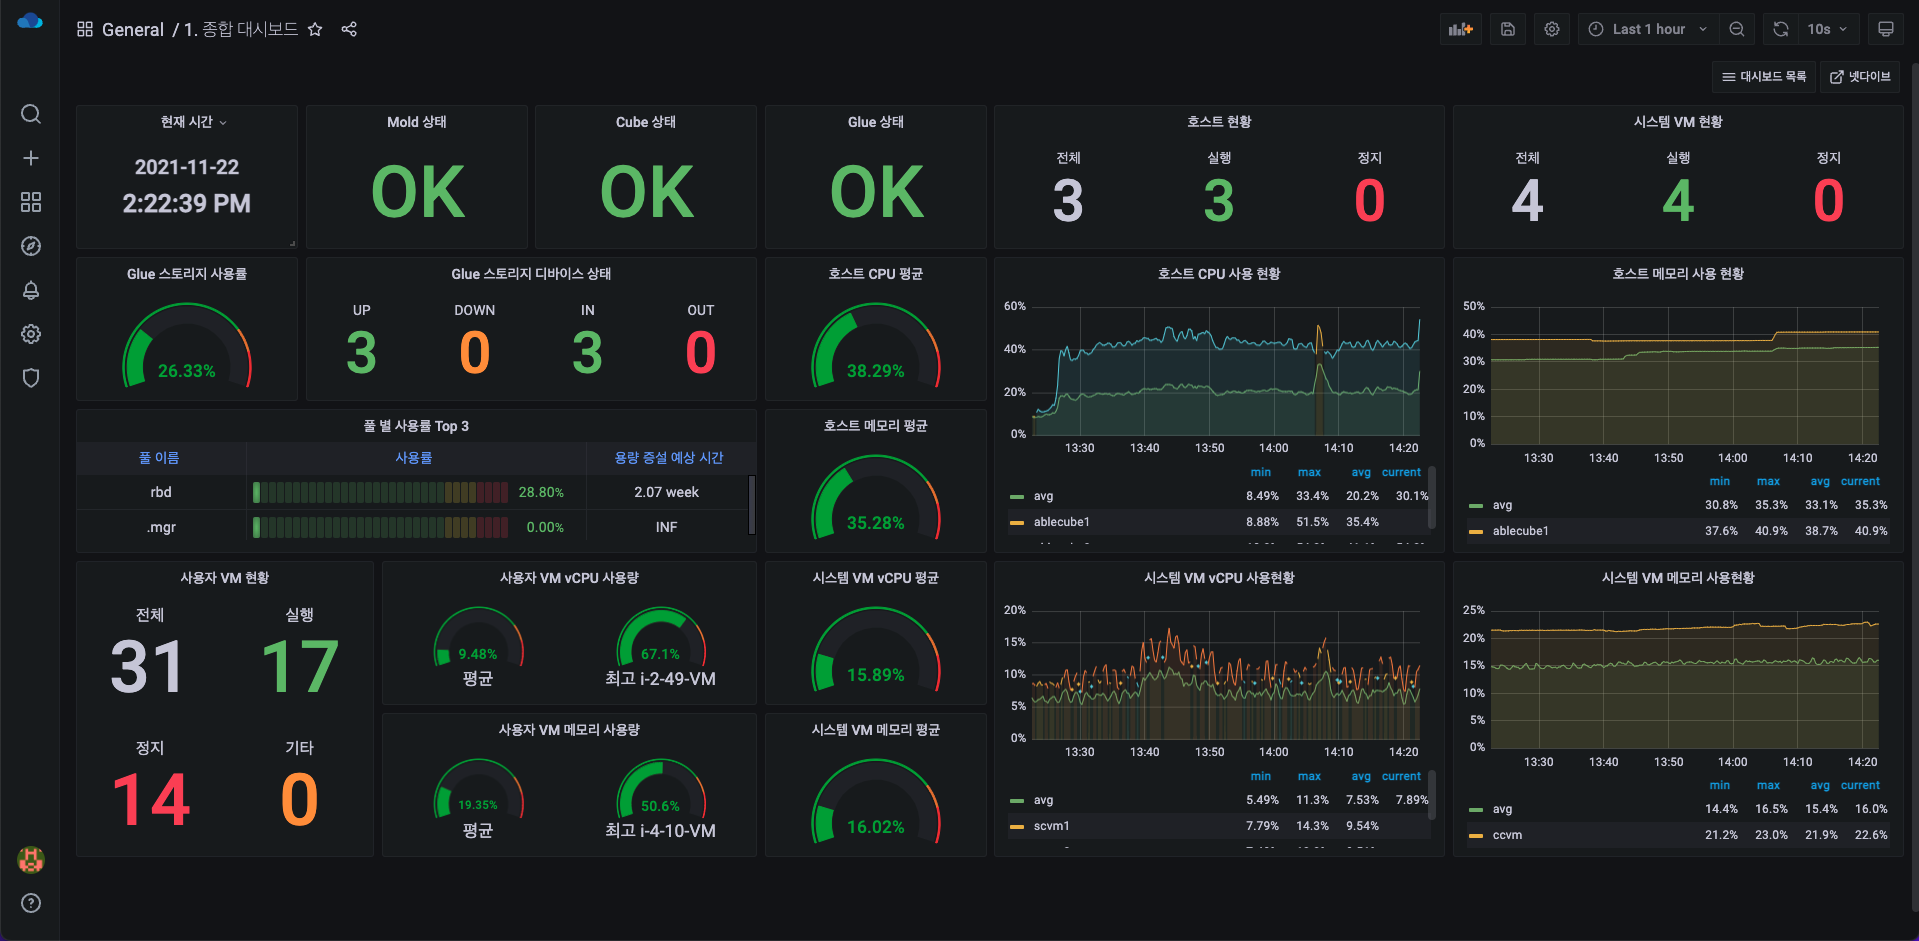 General / 1. 종합 대시보드
Last 1 hour
10s
대시보드 목록
넷다이브
현재 시간
2021-11-22
2:22:39 PM
Mold 상태
OK
Cube 상태
OK
Glue 상태
OK
호스트 현황
전체 실행 정지
3 3 0
시스템 VM 현황
전체 실행 정지
4 4 0
Glue 스토리지 사용률
26.33%
Glue 스토리지 디바이스 상태
UP DOWN IN OUT
3 0 3 0
호스트 CPU 평균
38.29%
호스트 CPU 사용 현황
60%
40%
20%
0%
13:30 13:40 13:50 14:00 14:10 14:20
min max avg current
avg 8.49% 33.4% 20.2% 30.1%
ablecube1 8.88% 51.5% 35.4%
호스트 메모리 사용 현황
50%
40%
30%
20%
10%
0%
13:30 13:40 13:50 14:00 14:10 14:20
min max avg current
avg 30.8% 35.3% 33.1% 35.3%
ablecube1 37.6% 40.9% 38.7% 40.9%
풀 별 사용률 Top 3
풀 이름 사용률 용량 증설 예상 시간
rbd 28.80% 2.07 week
.mgr 0.00% INF
호스트 메모리 평균
35.28%
사용자 VM 현황
전체 실행
31 17
정지 기타
14 0
사용자 VM vCPU 사용량
9.48% 67.1%
평균 최고 i-2-49-VM
시스템 VM vCPU 평균
15.89%
시스템 VM vCPU 사용현황
20%
15%
10%
5%
0%
13:30 13:40 13:50 14:00 14:10 14:20
min max avg current
avg 5.49% 11.3% 7.53% 7.89%
scvm1 7.79% 14.3% 9.54%
시스템 VM 메모리 사용현황
25%
20%
15%
10%
5%
0%
13:30 13:40 13:50 14:00 14:10 14:20
min max avg current
avg 14.4% 16.5% 15.4% 16.0%
ccvm 21.2% 23.0% 21.9% 22.6%
사용자 VM 메모리 사용량
19.35% 50.6%
평균 최고 i-4-10-VM
시스템 VM 메모리 평균
16.02%